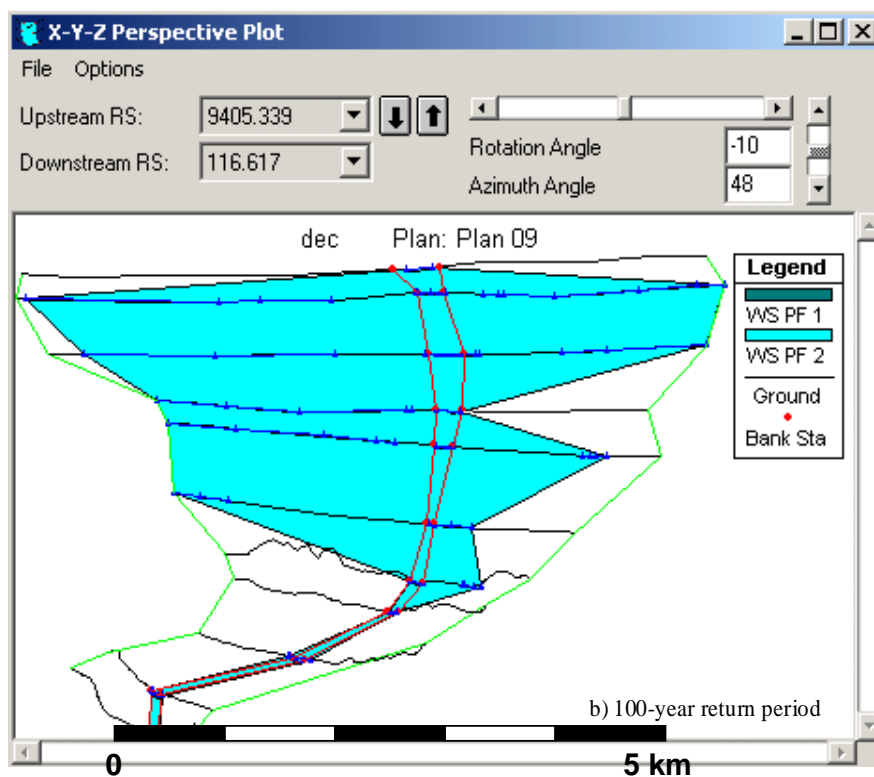 X-Y-Z Perspective Plot
File Options
Upstream RS: 9405.339
Rotation Angle -10
Downstream RS: 116.617
Azimuth Angle 48
dec Plan: Plan 09
Legend
WS PF 1
WS PF 2
Ground
Bank Sta
b) 100-year return period
0 5 km